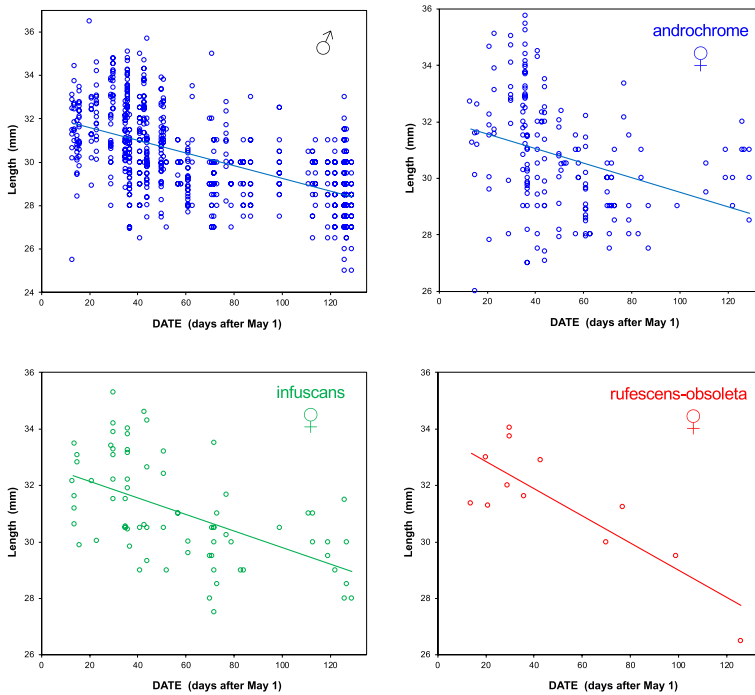 36
34
32
30
28
26
24
Length (mm)
♂
0 20 40 60 80 100 120
DATE (days after May 1)
36
34
32
30
28
26
Length (mm)
androchrome
♀
0 20 40 60 80 100 120
DATE (days after May 1)
36
34
32
30
28
26
Length (mm)
infuscans
♀
0 20 40 60 80 100 120
DATE (days after May 1)
36
34
32
30
28
26
Length (mm)
rufescens-obsoleta
♀
0 20 40 60 80 100 120
DATE (days after May 1)